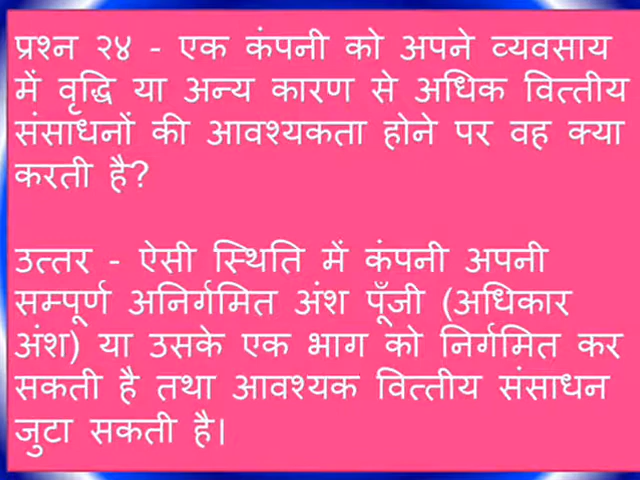 प्रश्न २४ - एक कंपनी को अपने व्यवसाय
में वृद्धि या अन्य कारण से अधिक वित्तीय
संसाधनों की आवश्यकता होने पर वह क्या
करती है?
उत्तर - ऐसी स्थिति में कंपनी अपनी
सम्पूर्ण अनिर्गमित अंश पूँजी (अधिकार
अंश) या उसके एक भाग को निर्गमित कर
सकती है तथा आवश्यक वित्तीय संसाधन
जुटा सकती है।